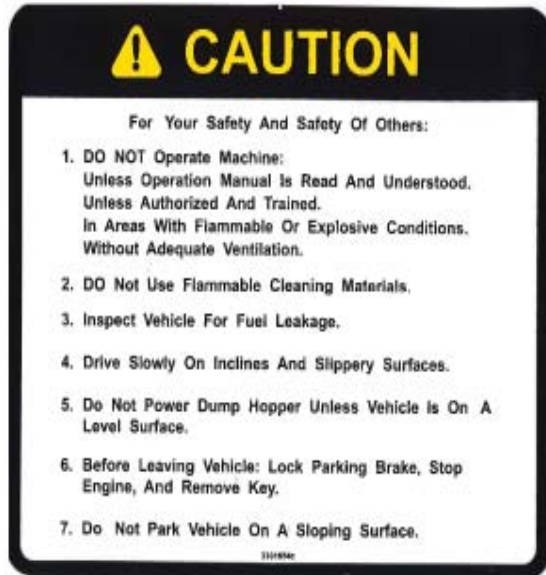 CAUTION
For Your Safety And Safety Of Others:
1. DO NOT Operate Machine:
Unless Operation Manual Is Read And Understood.
Unless Authorized And Trained.
In Areas With Flammable Or Explosive Conditions.
Without Adequate Ventilation.
2. DO Not Use Flammable Cleaning Materials.
3. Inspect Vehicle For Fuel Leakage.
4. Drive Slowly On Inclines And Slippery Surfaces.
5. Do Not Power Dump Hopper Unless Vehicle Is On A
Level Surface.
6. Before Leaving Vehicle: Lock Parking Brake, Stop
Engine, And Remove Key.
7. Do Not Park Vehicle On A Sloping Surface.